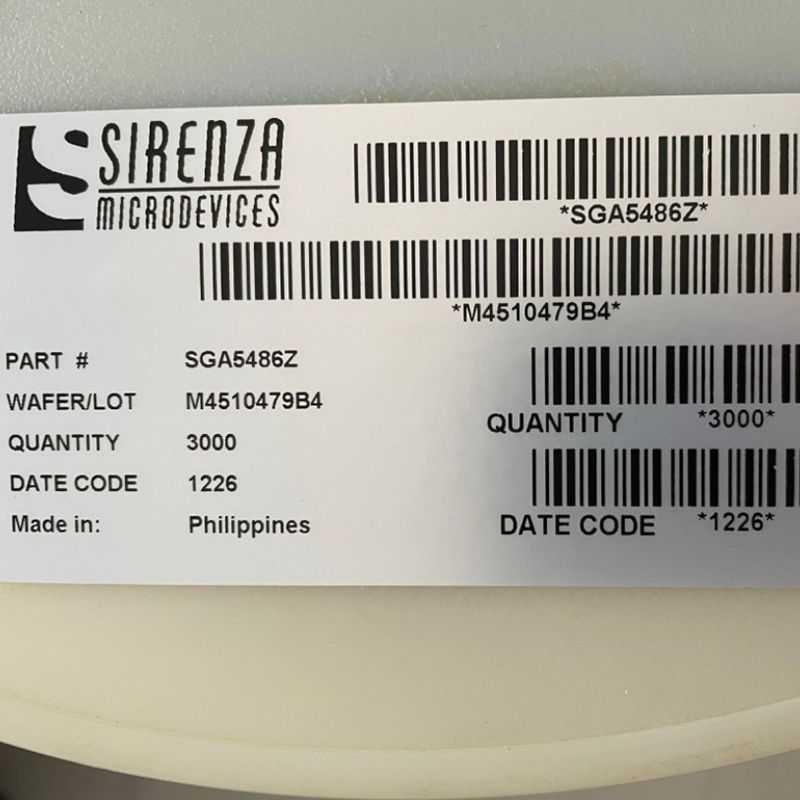 SIRENZA
MICRODEVICES
*SGA5486Z*
*M4510479B4*
PART # SGA5486Z
WAFER/LOT M4510479B4
QUANTITY 3000
DATE CODE 1226
Made in: Philippines
QUANTITY *3000*
DATE CODE *1226*